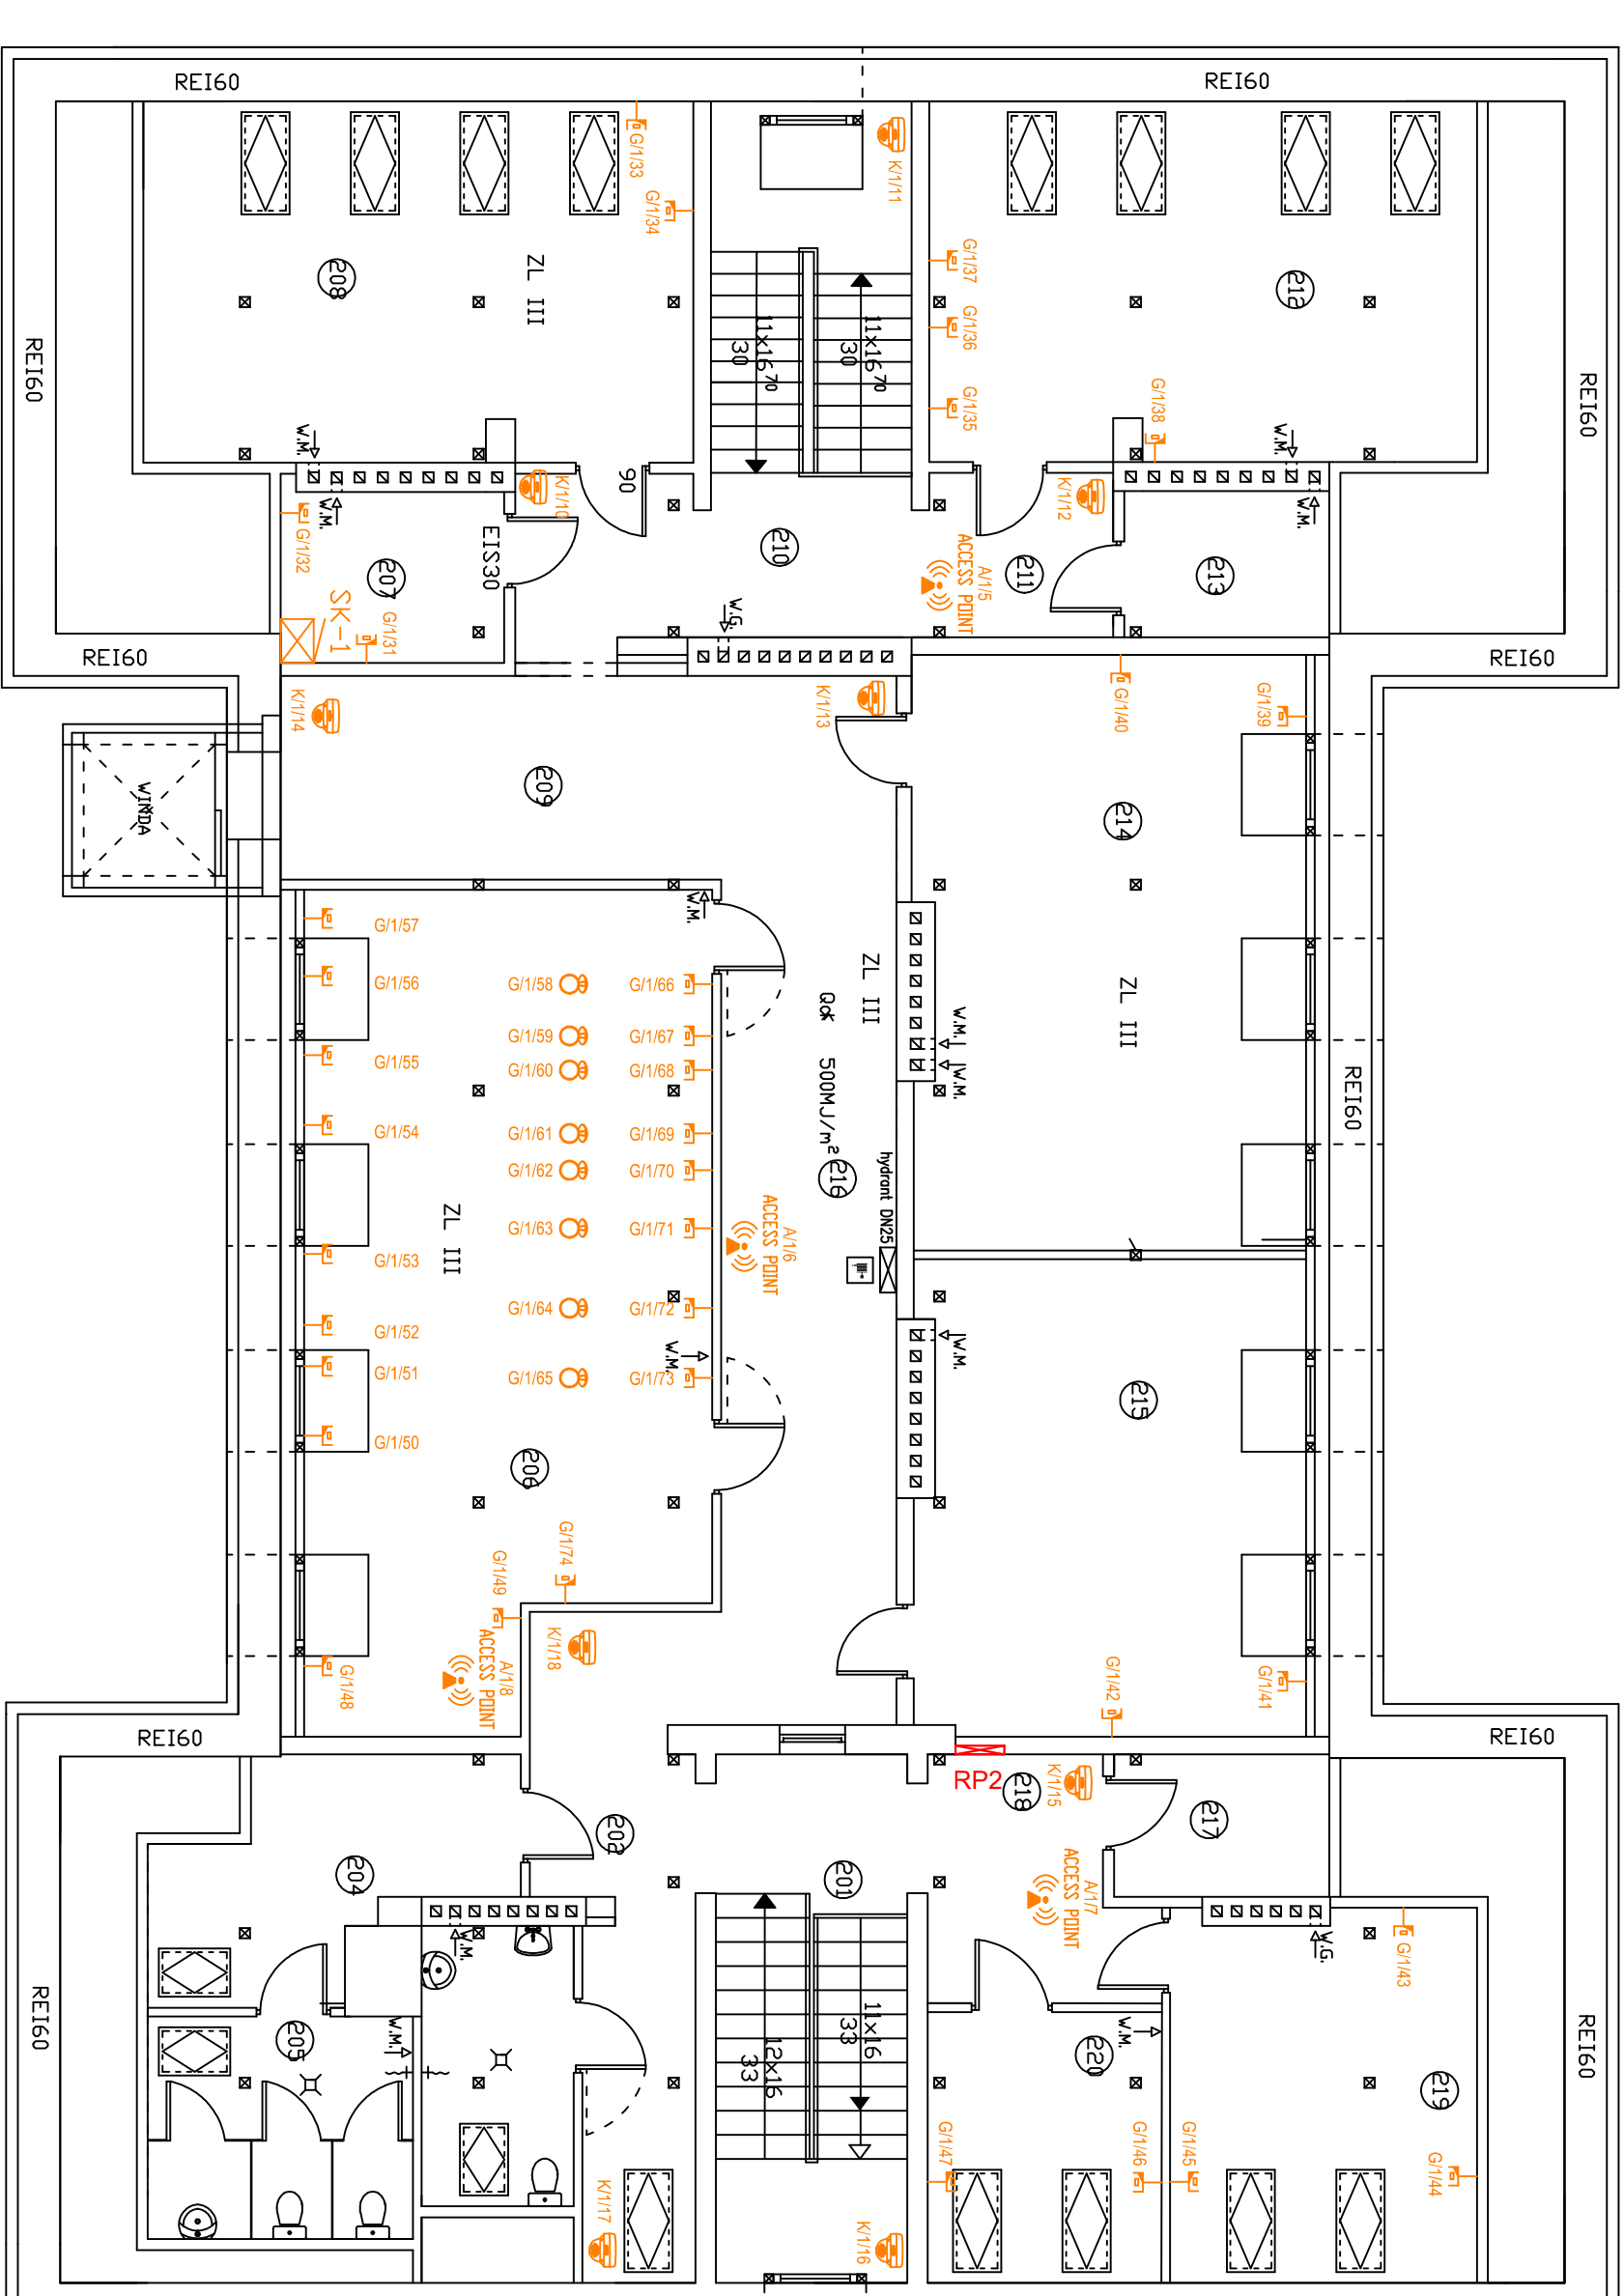 REI60
REI60
G/1/33
K/1/11
G/1/34
G/1/37
ZL III
208
212
G/1/36
11x16⁷⁰
30
11x16⁷⁰
30
REI60
REI60
G/1/35
G/1/38
W.M.
W.M.
90
K/1/10
K/1/12
W.M.
W.M.
G/1/32
EIS30
207
210
211
213
A/1/5
ACCESS POINT
SK-1
G/1/31
W.G.
REI60
REI60
K/1/14
K/1/13
G/1/40
G/1/39
WINDA
209
214
W.M.
G/1/57
G/1/56
G/1/58
G/1/66
ZL III
Qdk 500MJ/m²
ZL III
W.M.
G/1/59
G/1/67
G/1/55
G/1/60
G/1/68
W.M.
REI60
G/1/54
G/1/61
G/1/69
G/1/62
G/1/70
216
hydrant DN25
G/1/63
G/1/71
A/1/6
ACCESS POINT
ZL III
G/1/53
G/1/64
G/1/72
G/1/52
W.M.
W.M.
G/1/51
G/1/65
G/1/73
215
G/1/50
206
G/1/74
G/1/49
K/1/18
A/1/8
ACCESS POINT
G/1/48
G/1/42
G/1/41
REI60
REI60
RP2
218
K/1/15
217
202
204
201
A/1/7
ACCESS POINT
W.M.
W.G.
G/1/43
REI60
REI60
205
W.M.
11x16
33
12x16
33
W.M.
220
219
G/1/47
G/1/46
G/1/45
G/1/44
K/1/17
K/1/16